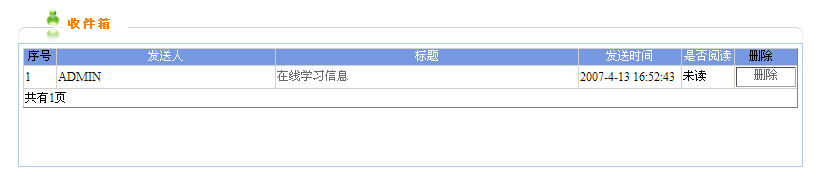 收件箱
序号 发送人 标题 发送时间 是否阅读 删除
1 ADMIN 在线学习信息 2007-4-13 16:52:43 未读 删除
共有1页